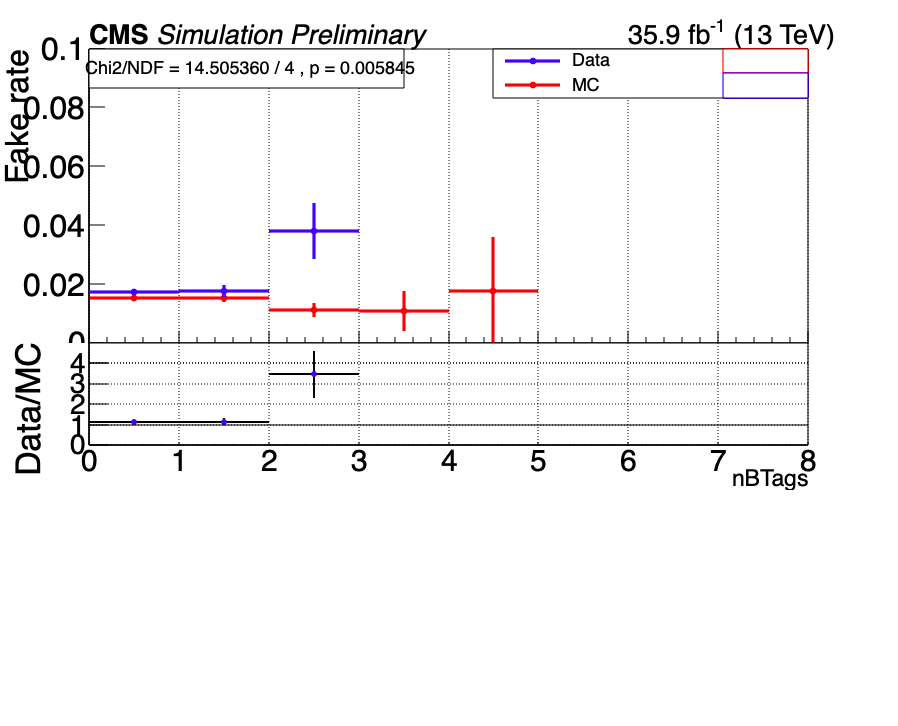 CMS Simulation Preliminary 35.9 fb-1 (13 TeV)
Fake rate
0.1
0.08
0.06
0.04
0.02
0
Chi2/NDF = 14.505360 / 4 , p = 0.005845
Data
MC
Data/MC
4
3
2
1
0
0 1 2 3 4 5 6 7 8
nBTags